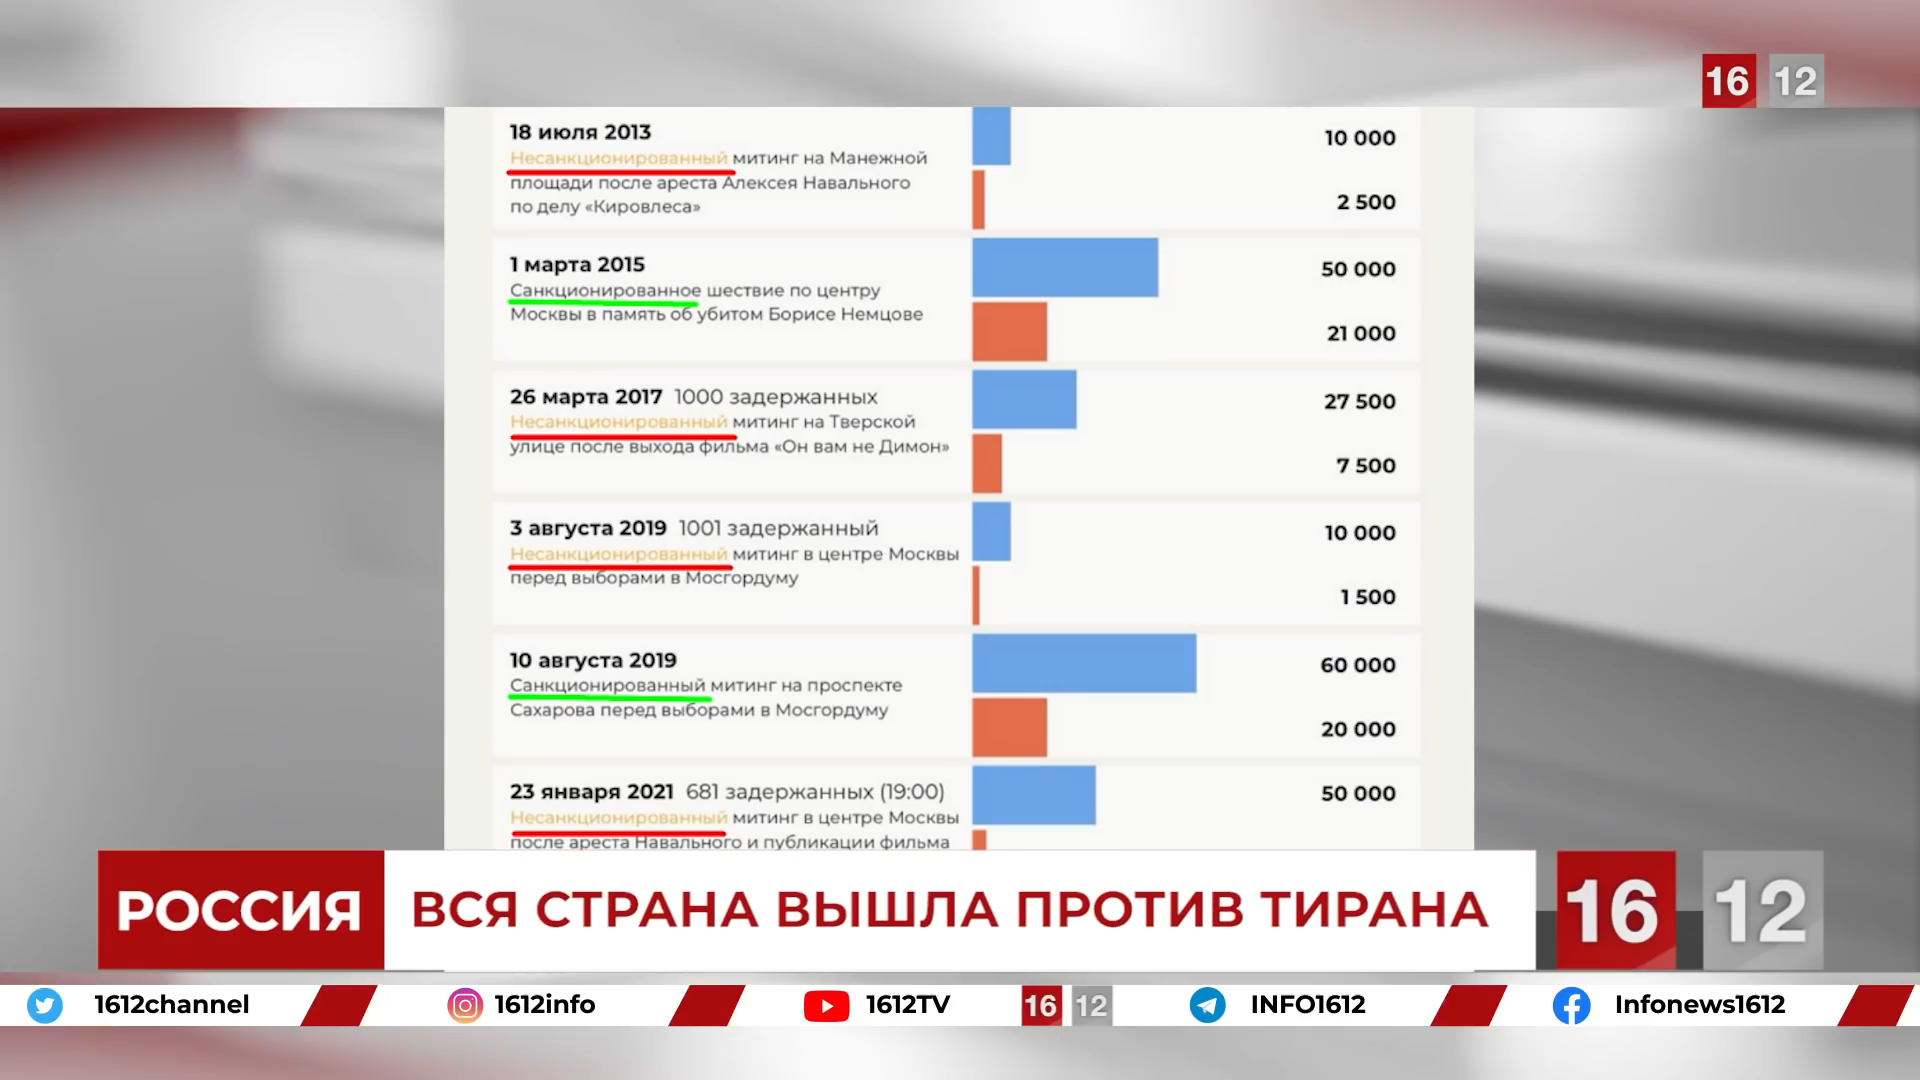 16 12
18 июля 2013
Несанкционированный митинг на Манежной
площади после ареста Алексея Навального
по делу «Кировлеса»
10 000
2 500
1 марта 2015
Санкционированное шествие по центру
Москвы в память об убитом Борисе Немцове
50 000
21 000
26 марта 2017 1000 задержанных
Несанкционированный митинг на Тверской
улице после выхода фильма «Он вам не Димон»
27 500
7 500
3 августа 2019 1001 задержанный
Несанкционированный митинг в центре Москвы
перед выборами в Мосгордуму
10 000
1 500
10 августа 2019
Санкционированный митинг на проспекте
Сахарова перед выборами в Мосгордуму
60 000
20 000
23 января 2021 681 задержанных (19:00)
Несанкционированный митинг в центре Москвы
после ареста Навального и публикации фильма
50 000
РОССИЯ ВСЯ СТРАНА ВЫШЛА ПРОТИВ ТИРАНА 16 12
1612channel 1612info 1612TV 16 12 INFO1612 Infonews1612